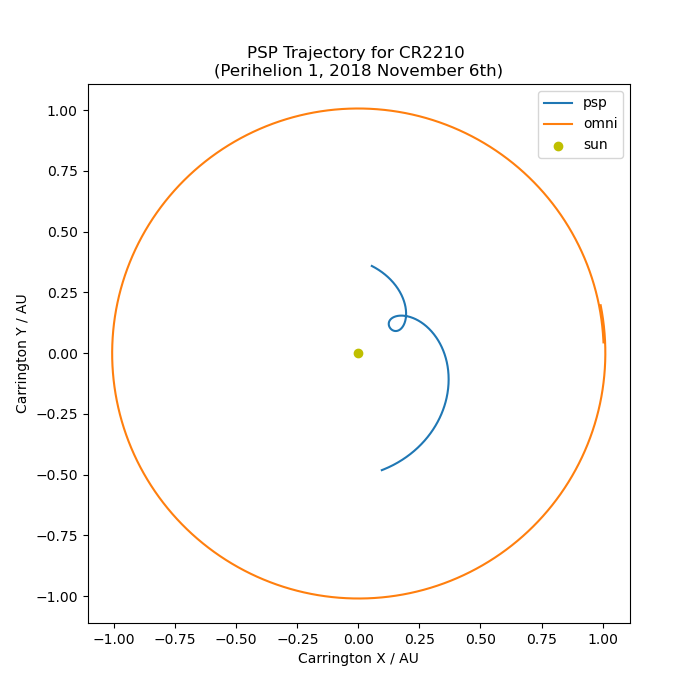 PSP Trajectory for CR2210
(Perihelion 1, 2018 November 6th)
psp
omni
sun
1.00
0.75
0.50
0.25
0.00
−0.25
−0.50
−0.75
−1.00
Carrington Y / AU
−1.00 −0.75 −0.50 −0.25 0.00 0.25 0.50 0.75 1.00
Carrington X / AU